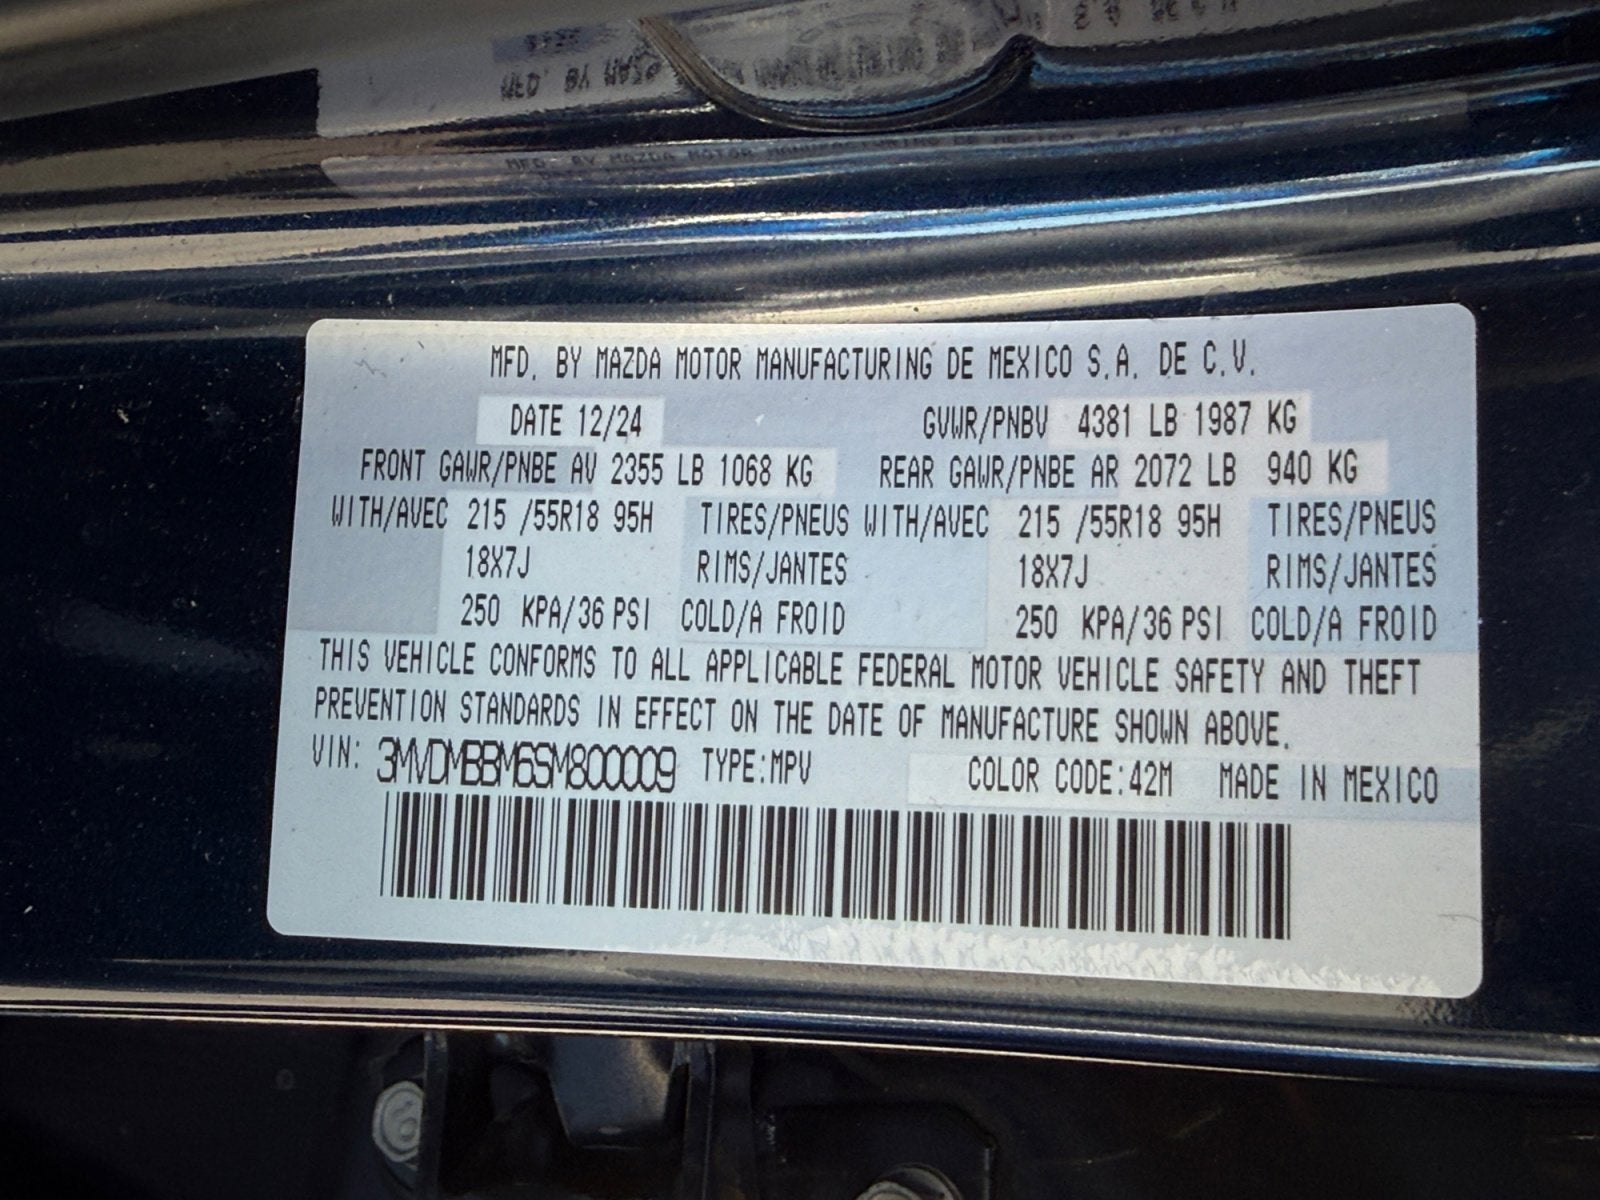 MFD. BY MAZDA MOTOR MANUFACTURING DE MEXICO S.A. DE C.V.
DATE 12/24 GVWR/PNBV 4381 LB 1987 KG
FRONT GAWR/PNBE AV 2355 LB 1068 KG REAR GAWR/PNBE AR 2072 LB 940 KG
WITH/AVEC 215 /55R18 95H TIRES/PNEUS WITH/AVEC 215 /55R18 95H TIRES/PNEUS
18X7J RIMS/JANTES 18X7J RIMS/JANTES
250 KPA/36 PSI COLD/A FROID 250 KPA/36 PSI COLD/A FROID
THIS VEHICLE CONFORMS TO ALL APPLICABLE FEDERAL MOTOR VEHICLE SAFETY AND THEFT
PREVENTION STANDARDS IN EFFECT ON THE DATE OF MANUFACTURE SHOWN ABOVE.
VIN: 3MVDMBBM6SM800009 TYPE:MPV COLOR CODE:42M MADE IN MEXICO